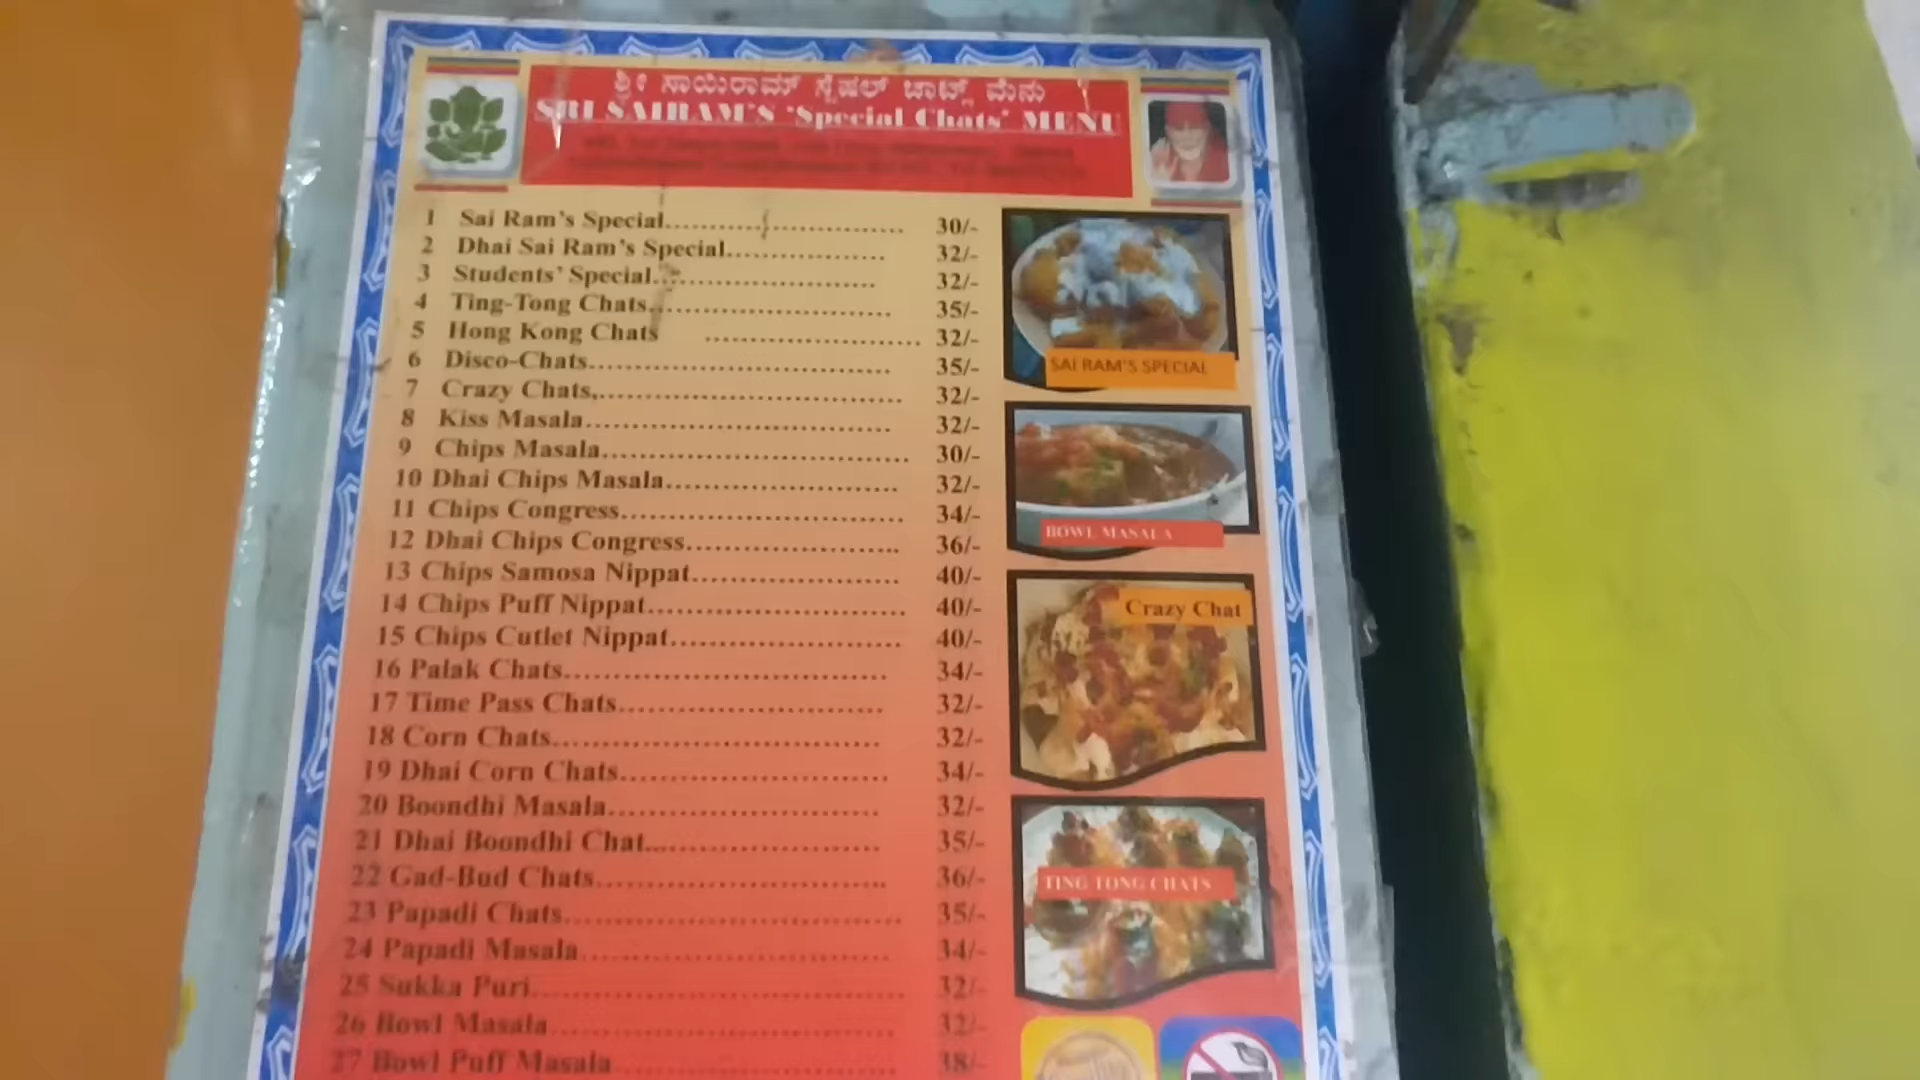 ಶ್ರೀ ಸಾಯಿರಾಮ್ ಸ್ಪೆಷಲ್ ಚಾಟ್ಸ್ ಮೆನು
SRI SAIRAM'S 'Special Chats' MENU
1 Sai Ram's Special.......................... 30/-
2 Dhai Sai Ram's Special................. 32/-
3 Students' Special......................... 32/-
4 Ting-Tong Chats........................... 35/-
5 Hong Kong Chats ........................ 32/-
6 Disco-Chats................................. 35/-
7 Crazy Chats.................................. 32/-
8 Kiss Masala................................. 32/-
9 Chips Masala................................. 30/-
10 Dhai Chips Masala......................... 32/-
11 Chips Congress.............................. 34/-
12 Dhai Chips Congress....................... 36/-
13 Chips Samosa Nippat...................... 40/-
14 Chips Puff Nippat............................ 40/-
15 Chips Cutlet Nippat......................... 40/-
16 Palak Chats................................... 34/-
17 Time Pass Chats............................ 32/-
18 Corn Chats.................................... 32/-
19 Dhai Corn Chats............................ 34/-
20 Boondhi Masala............................. 32/-
21 Dhai Boondhi Chat......................... 35/-
22 Gad-Bud Chats............................... 36/-
23 Papadi Chats................................... 35/-
24 Papadi Masala................................. 34/-
25 Sukka Puri....................................... 32/-
26 Bowl Masala.................................... 32/-
27 Bowl Puff Masala............................ 38/-
SAI RAM'S SPECIAL
BOWL MASALA
Crazy Chat
TING TONG CHATS